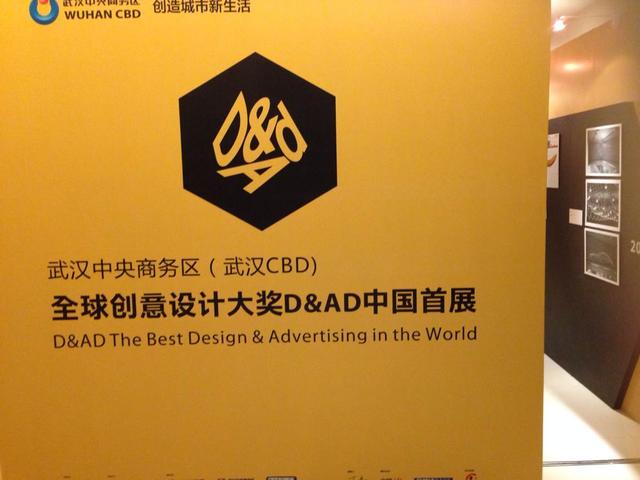 武汉中央商务区
WUHAN CBD
创造城市新生活
D&AD
武汉中央商务区（武汉CBD)
全球创意设计大奖D&AD中国首展
D&AD The Best Design & Advertising in the World
20